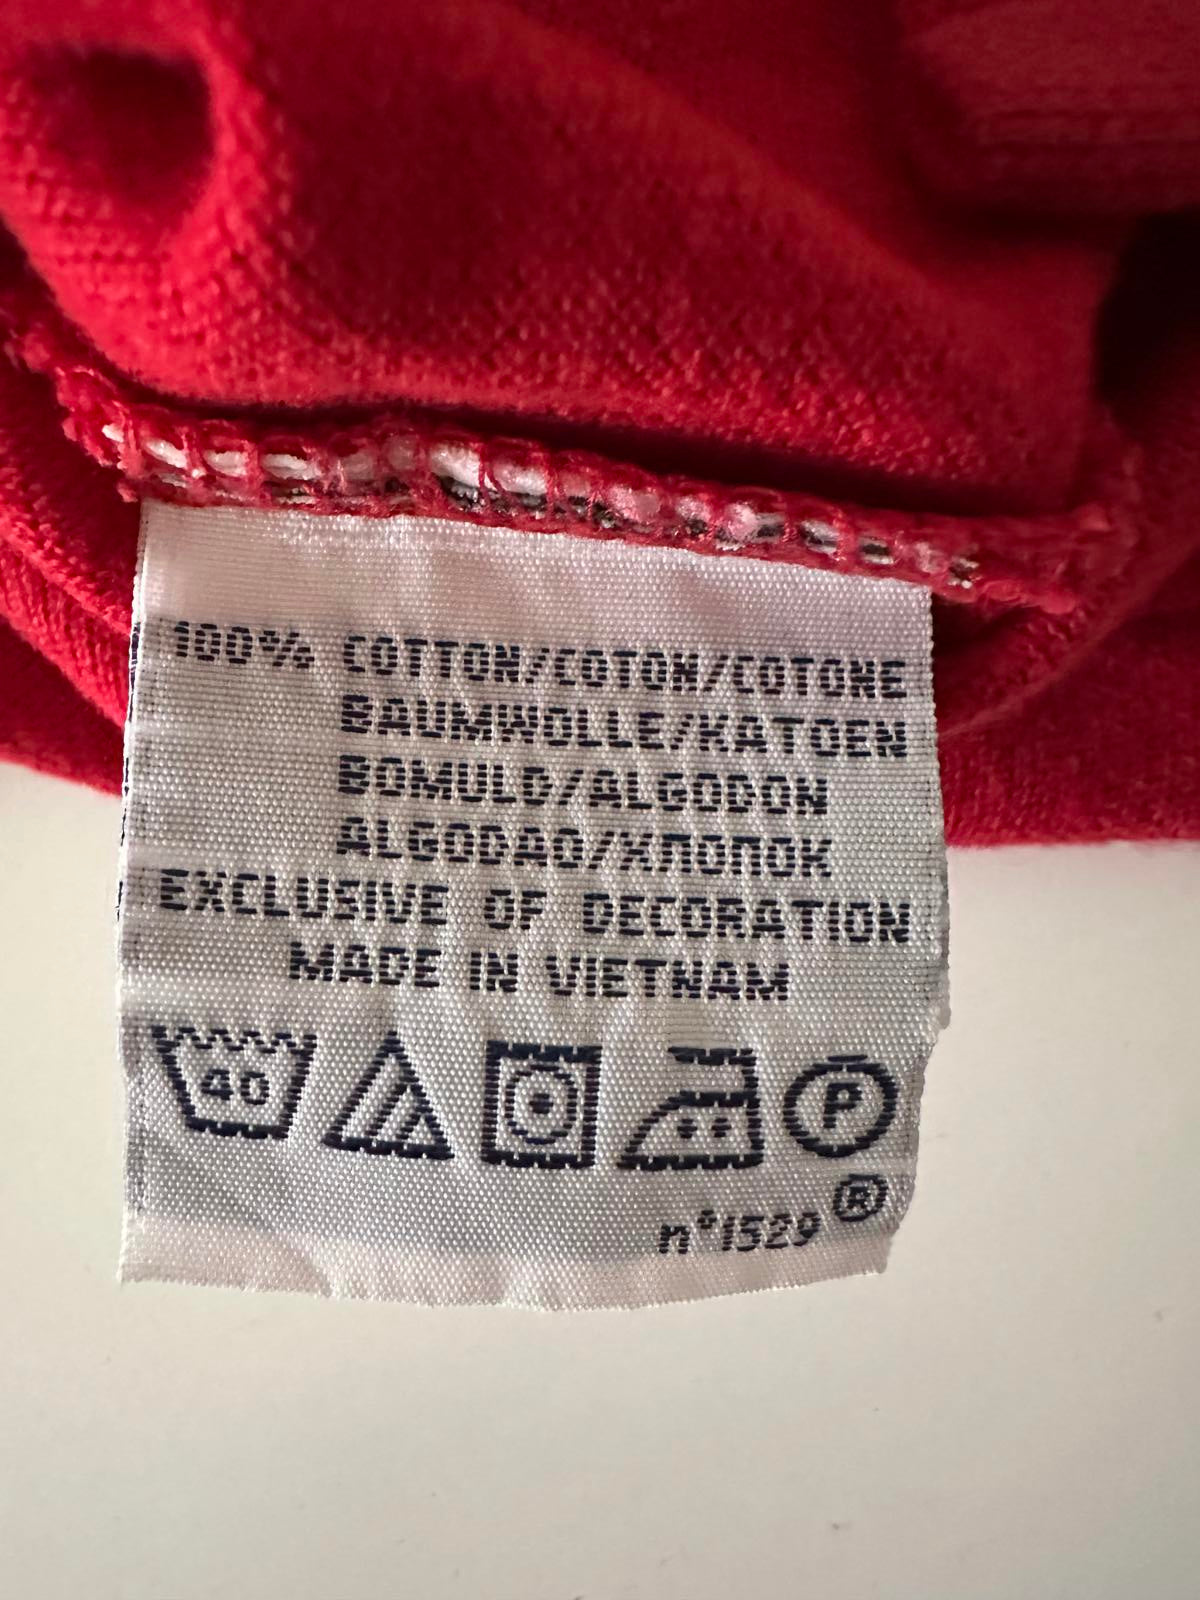 100% COTTON/COTON/COTONE
BAUMWOLLE/KATOEN
BOMULD/ALGODON
ALGODAO/ХЛОПОК
EXCLUSIVE OF DECORATION
MADE IN VIETNAM
40 P
®
n°1529